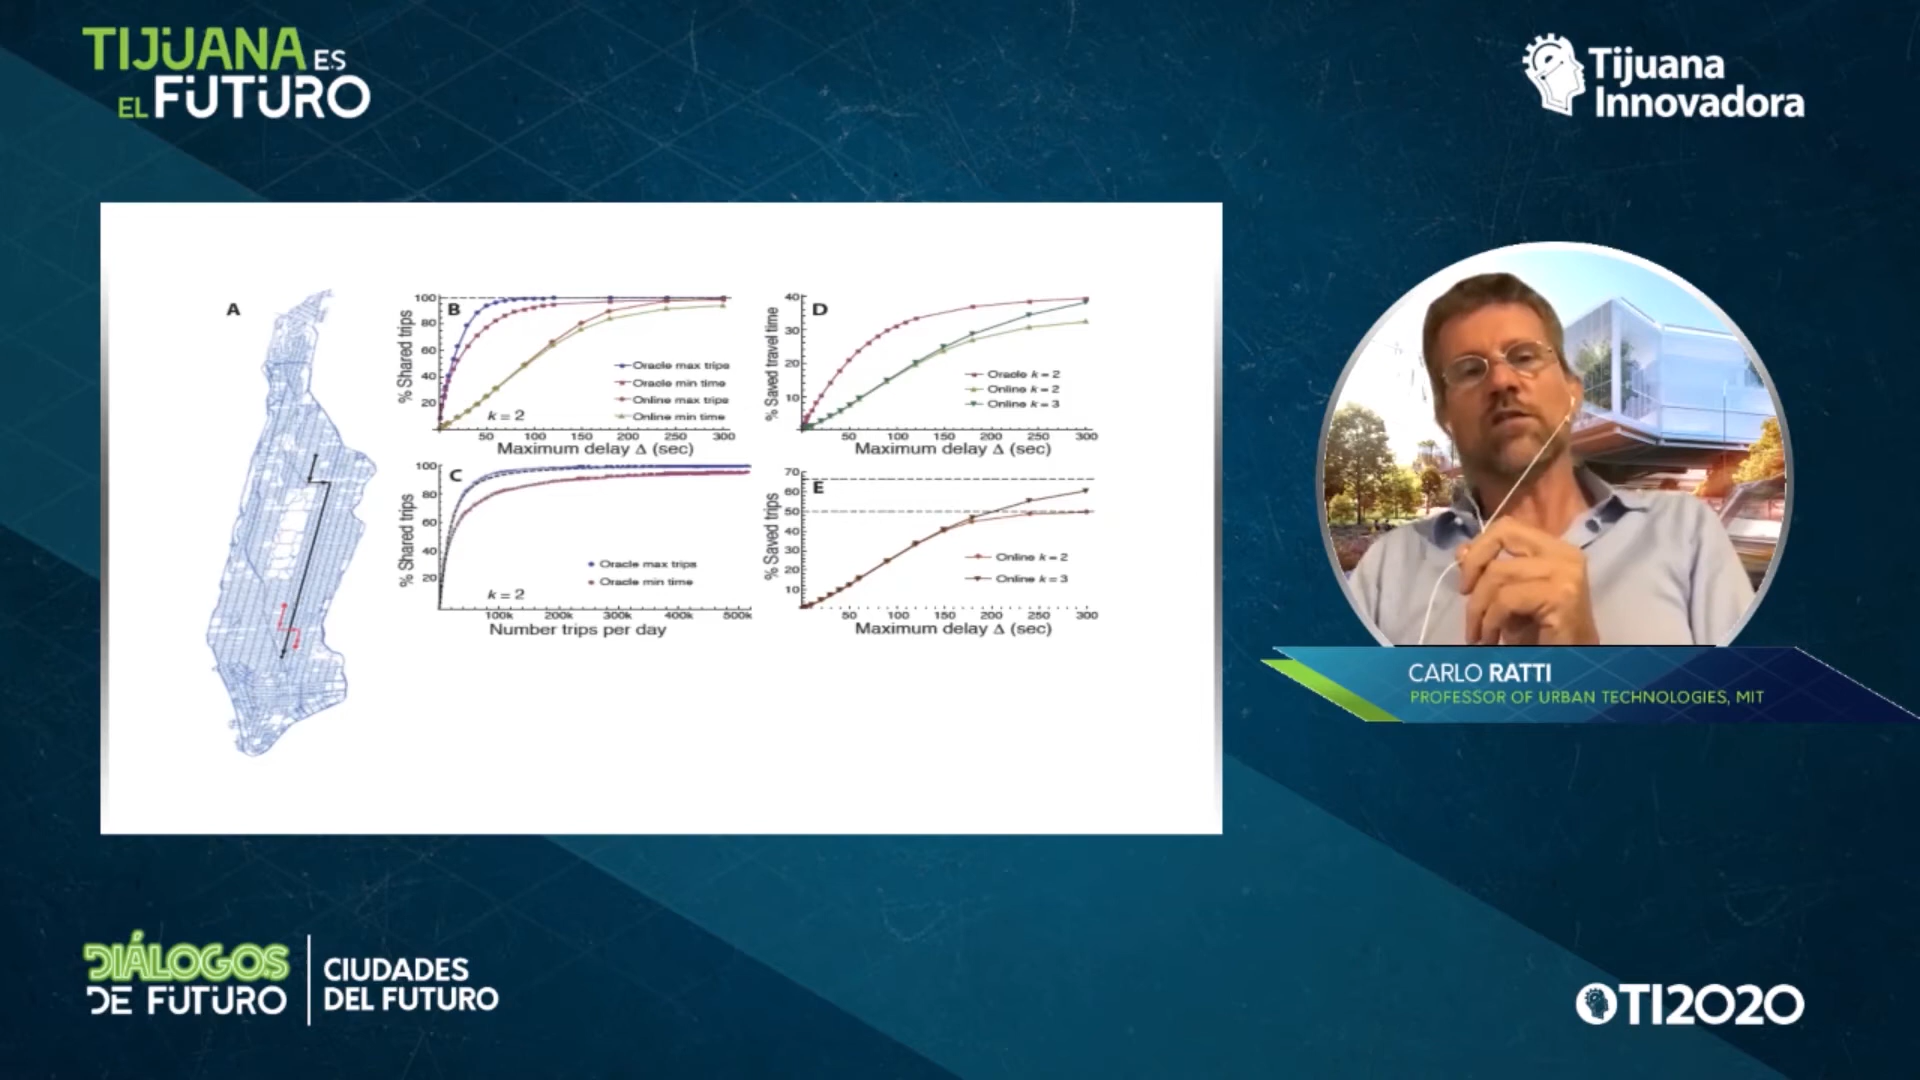 TIJUANA ES
EL FUTURO
Tijuana
Innovadora
A
B
% Shared trips
100
80
60
40
20
Oracle max trips
Oracle min time
Online max trips
Online min time
k = 2
50 100 150 200 250 300
Maximum delay Δ (sec)
C
% Shared trips
100
80
60
40
20
Oracle max trips
Oracle min time
k = 2
100k 200k 300k 400k 500k
Number trips per day
D
% Saved travel time
40
30
20
10
Oracle k = 2
Online k = 2
Online k = 3
50 100 150 200 250 300
Maximum delay Δ (sec)
E
% Saved trips
70
60
50
40
30
20
10
Online k = 2
Online k = 3
50 100 150 200 250 300
Maximum delay Δ (sec)
CARLO RATTI
PROFESSOR OF URBAN TECHNOLOGIES, MIT
DIÁLOGOS
DE FUTURO
CIUDADES
DEL FUTURO
TI2020